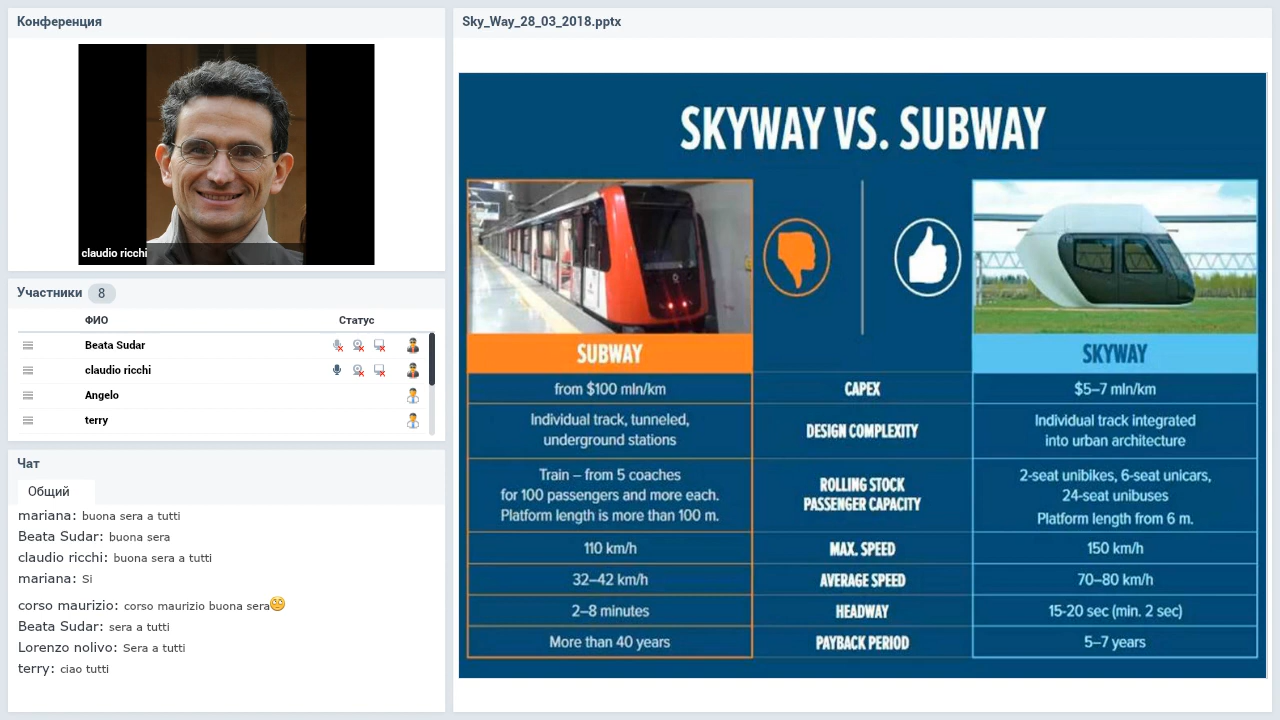 Конференция
claudio ricchi
Участники 8
ФИО Статус
Beata Sudar
claudio ricchi
Angelo
terry
Чат
Общий
mariana: buona sera a tutti
Beata Sudar: buona sera
claudio ricchi: buona sera a tutti
mariana: Si
corso maurizio: corso maurizio buona sera
Beata Sudar: sera a tutti
Lorenzo nolivo: Sera a tutti
terry: ciao tutti
Sky_Way_28_03_2018.pptx
SKYWAY VS. SUBWAY
SUBWAY SKYWAY
from $100 mln/km CAPEX $5–7 mln/km
Individual track, tunneled,
underground stations
DESIGN COMPLEXITY
Individual track integrated
into urban architecture
Train – from 5 coaches
for 100 passengers and more each.
Platform length is more than 100 m.
ROLLING STOCK
PASSENGER CAPACITY
2-seat unibikes, 6-seat unicars,
24-seat unibuses
Platform length from 6 m.
110 km/h MAX. SPEED 150 km/h
32–42 km/h AVERAGE SPEED 70–80 km/h
2–8 minutes HEADWAY 15-20 sec (min. 2 sec)
More than 40 years PAYBACK PERIOD 5–7 years